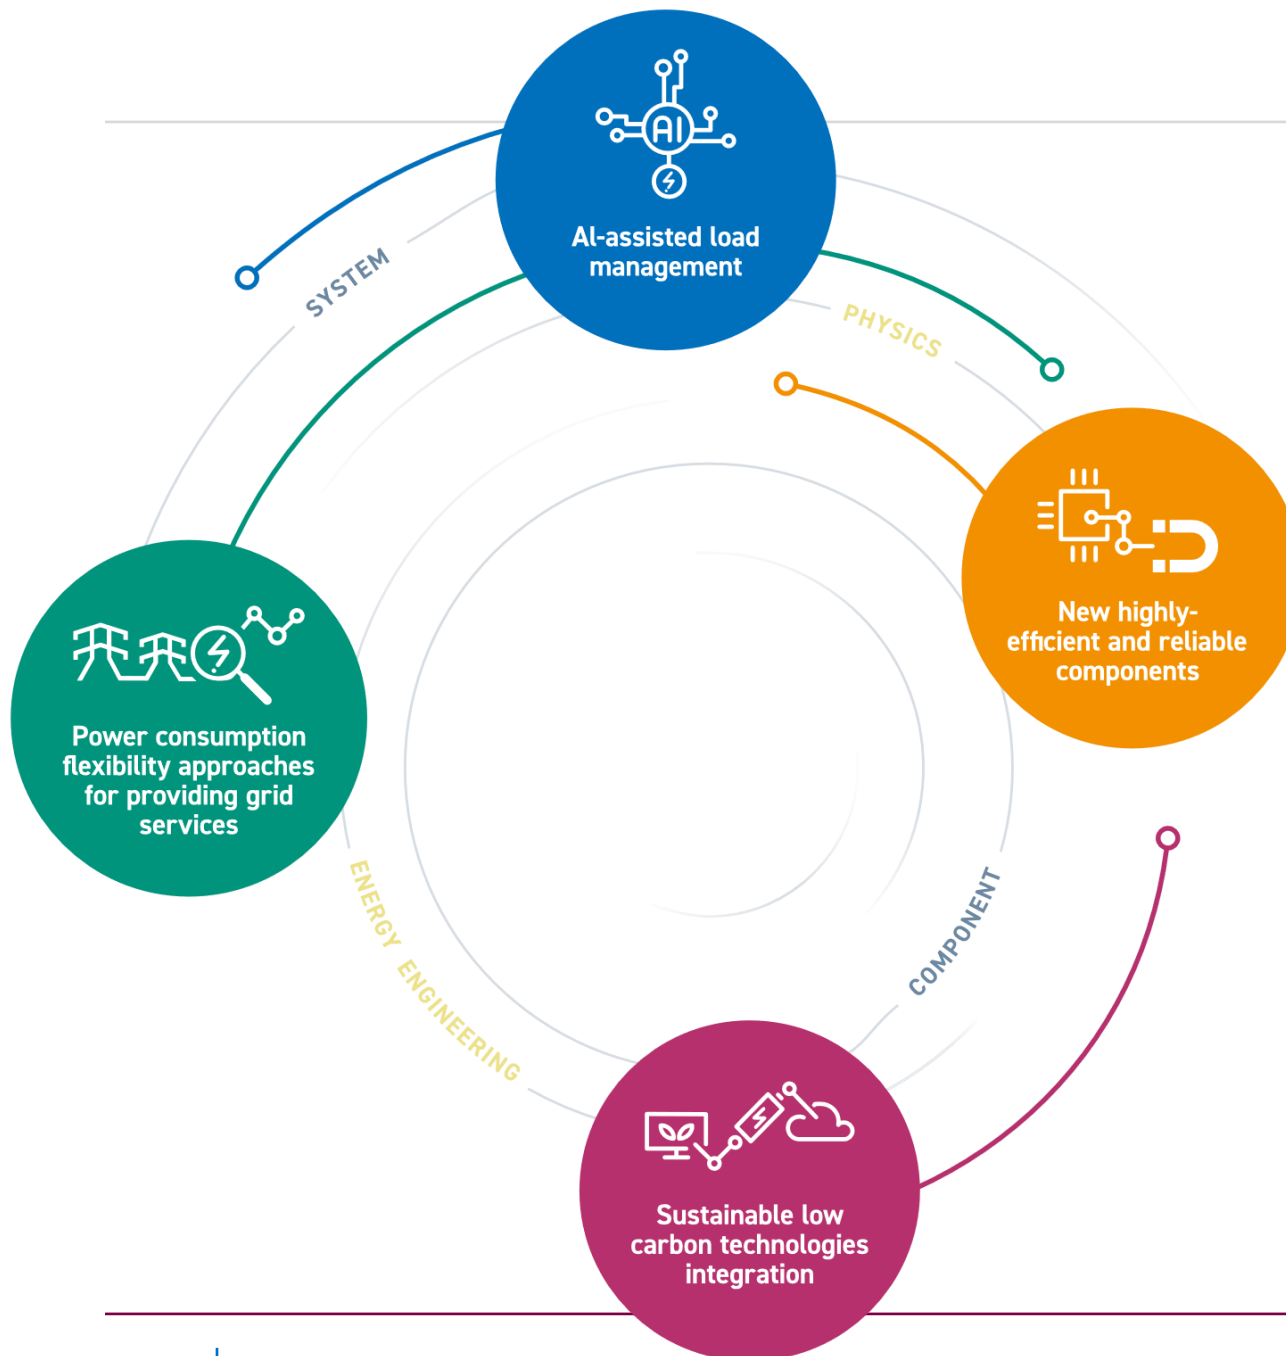 AI
AI-assisted load
management
SYSTEM
PHYSICS
New highly-
efficient and reliable
components
Power consumption
flexibility approaches
for providing grid
services
ENERGY ENGINEERING
COMPONENT
Sustainable low
carbon technologies
integration